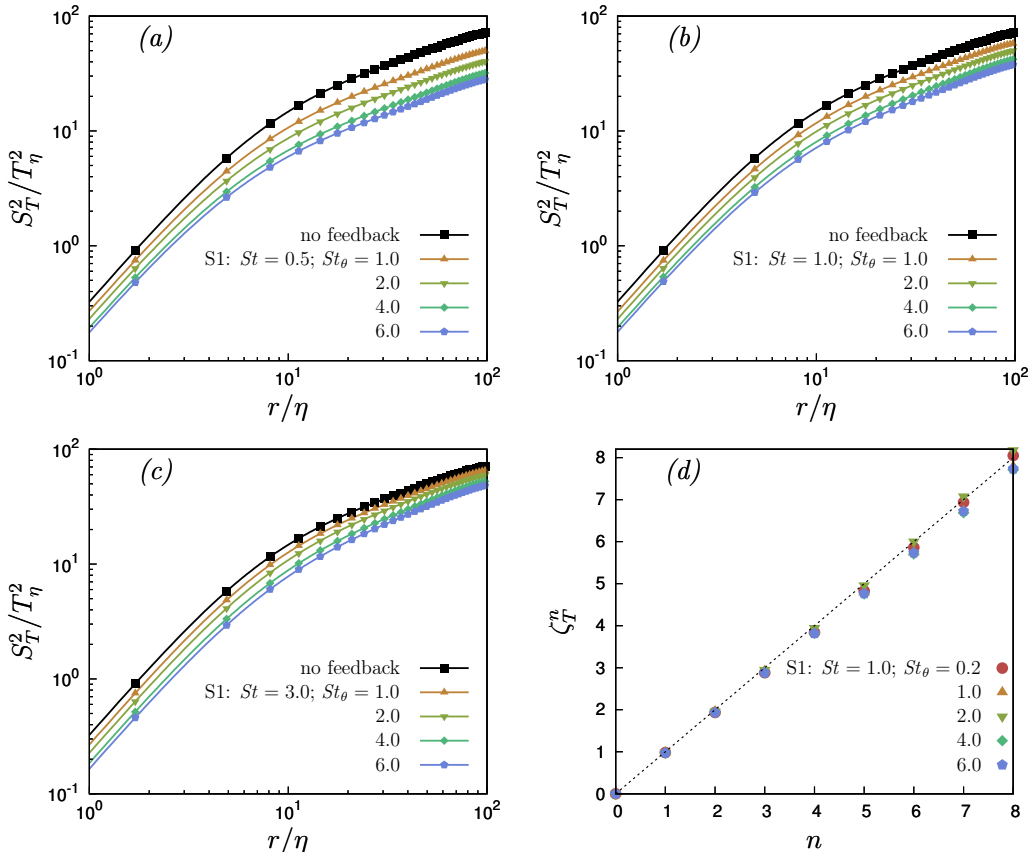 (a)
10^2
10^1
10^0
10^-1
S_T^2/T_η^2
no feedback
S1: St = 0.5; St_θ = 1.0
2.0
4.0
6.0
10^0 10^1 10^2
r/η
(b)
10^2
10^1
10^0
10^-1
S_T^2/T_η^2
no feedback
S1: St = 1.0; St_θ = 1.0
2.0
4.0
6.0
10^0 10^1 10^2
r/η
(c)
10^2
10^1
10^0
10^-1
S_T^2/T_η^2
no feedback
S1: St = 3.0; St_θ = 1.0
2.0
4.0
6.0
10^0 10^1 10^2
r/η
(d)
8
7
6
5
4
3
2
1
0
ζ_T^n
S1: St = 1.0; St_θ = 0.2
1.0
2.0
4.0
6.0
0 1 2 3 4 5 6 7 8
n